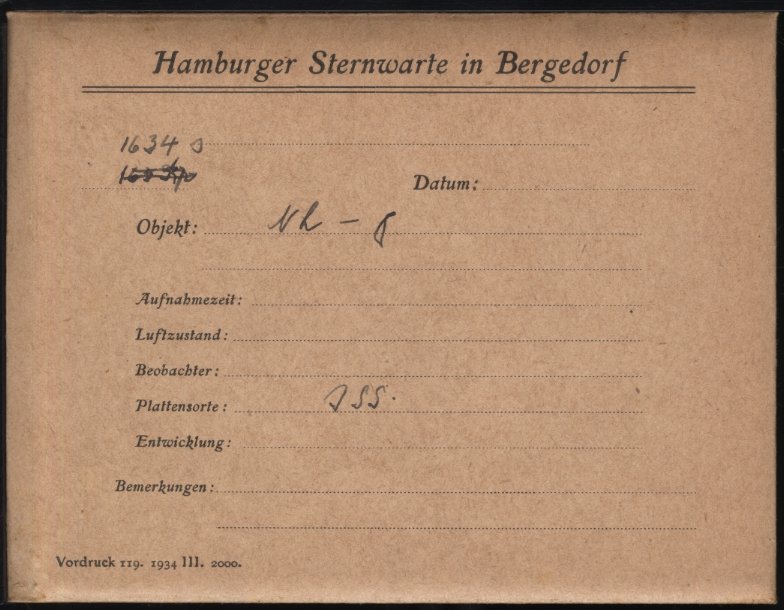 Hamburger Sternwarte in Bergedorf
1634
Datum:
Objekt:
Aufnahmezeit:
Luftzustand:
Beobachter:
Plattensorte:
Entwicklung:
Bemerkungen:
Vordruck 119. 1934 III. 2000.